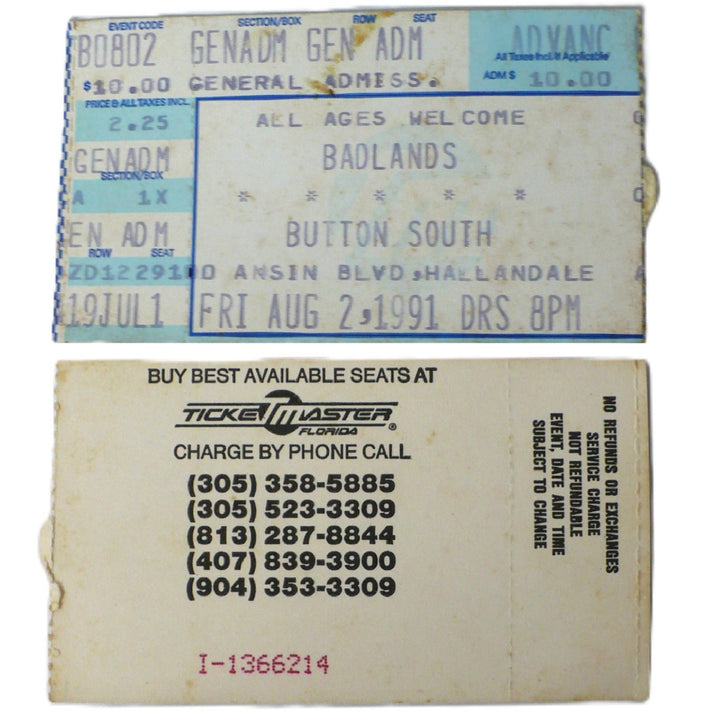 EVENT CODE SECTION/BOX ROW SEAT
B0802 GENADM GEN ADM ADVANC
All Taxes Incl. If Applicable
$10.00 GENERAL ADMISS. ADM $ 10.00
PRICE & ALL TAXES INCL.
2.25 ALL AGES WELCOME
GENADM BADLANDS
SECTION/BOX
A 1X * * * * *
EN ADM BUTTON SOUTH
ROW SEAT
ZD122910 0 ANSIN BLVD,HALLANDALE
19JUL1 FRI AUG 2,1991 DRS 8PM
BUY BEST AVAILABLE SEATS AT
TICKETMASTER®
FLORIDA
CHARGE BY PHONE CALL
(305) 358-5885
(305) 523-3309
(813) 287-8844
(407) 839-3900
(904) 353-3309
I-1366214
NO REFUNDS OR EXCHANGES
SERVICE CHARGE
NOT REFUNDABLE
EVENT, DATE AND TIME
SUBJECT TO CHANGE